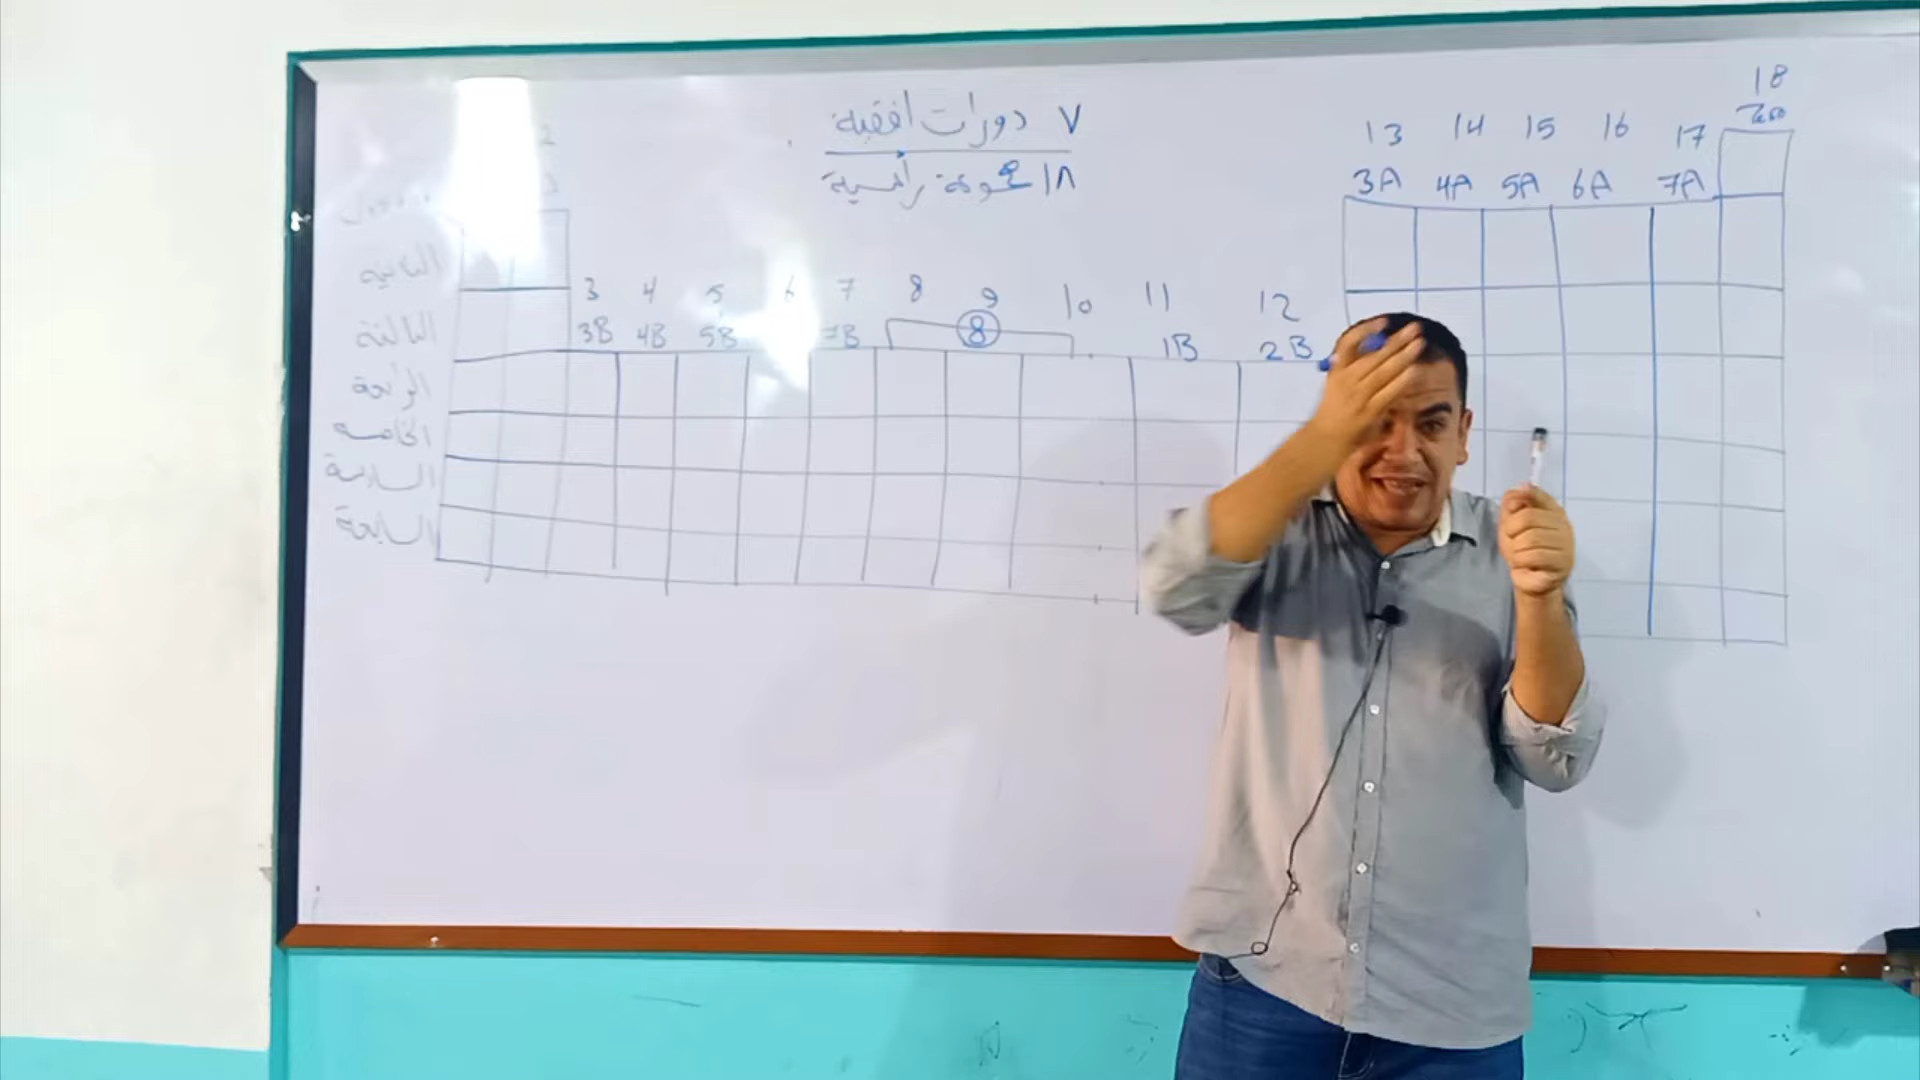 ٧ دورات أفقية
١٨ مجموعة رأسية
18
Zero
13 14 15 16 17
3A 4A 5A 6A 7A
2
3 4 5 6 7 8 9 10 11 12
3B 4B 5B 7B 8 1B 2B
الثانية
الثالثة
الرابعة
الخامسة
السادسة
السابعة